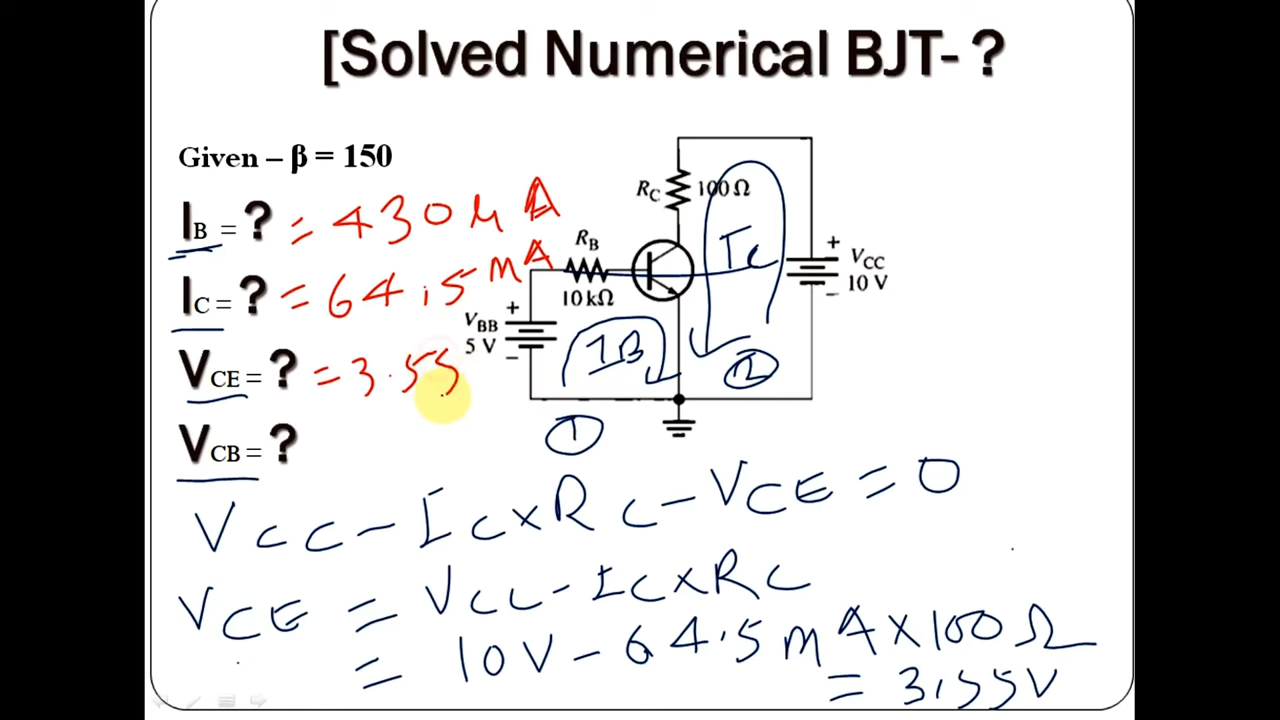 [Solved Numerical BJT- ?
Given – β = 150
IB = ? = 430 μA
IC = ? = 64.5 mA
VCE = ? = 3.55
VCB = ?
RC 100 Ω
RB
10 kΩ
VBB
5 V
+
−
+
VCC
10 V
−
IC
IB
1
2
VCC − IC×RC − VCE = 0
VCE = VCC − IC×RC
= 10V − 64.5 mA × 100 Ω
= 3.55V